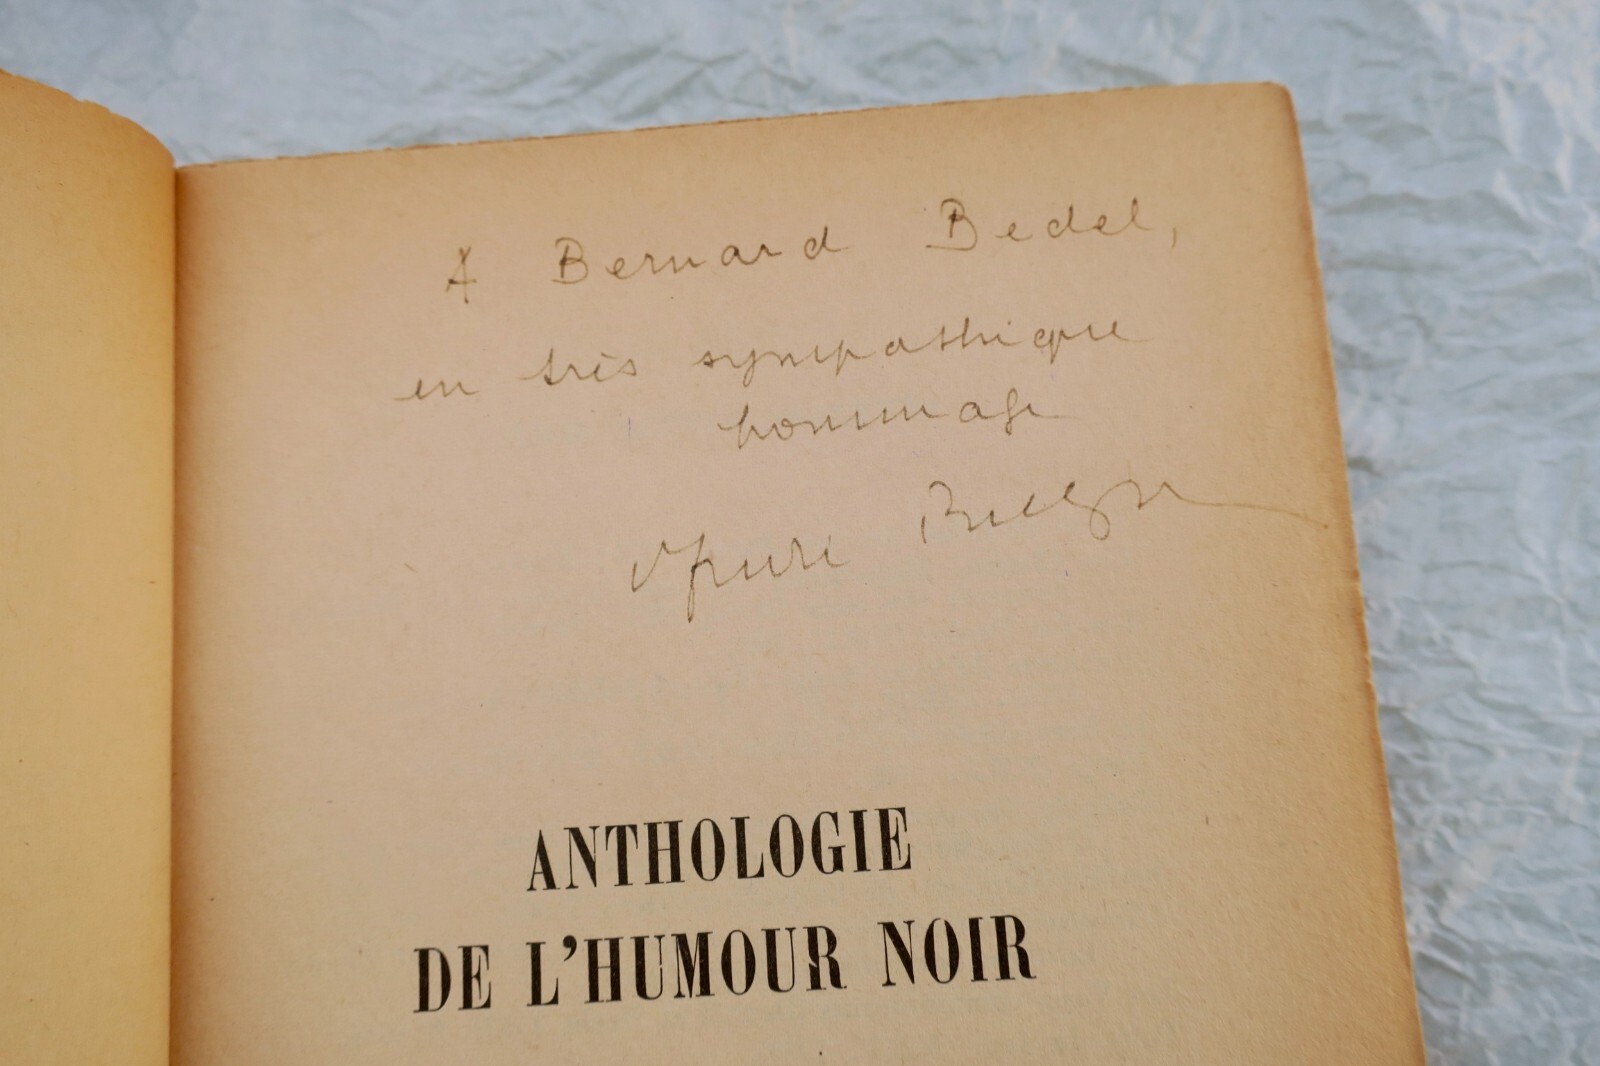 A Bernard Bedel,
en très sympathique
hommage
André Breton
ANTHOLOGIE
DE L'HUMOUR NOIR